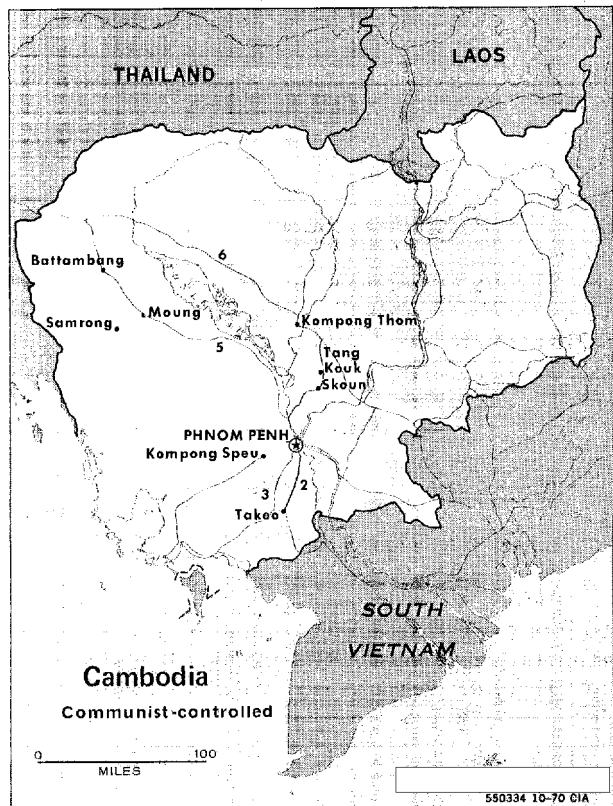 THAILAND
LAOS
6
Battambang
Moung
Samrong
5
Kompong Thom
Tang
Kouk
Skoun
PHNOM PENH
Kompong Speu
3
2
Takeo
SOUTH
VIETNAM
Cambodia
Communist-controlled
0 100
MILES
550334 10-70 CIA